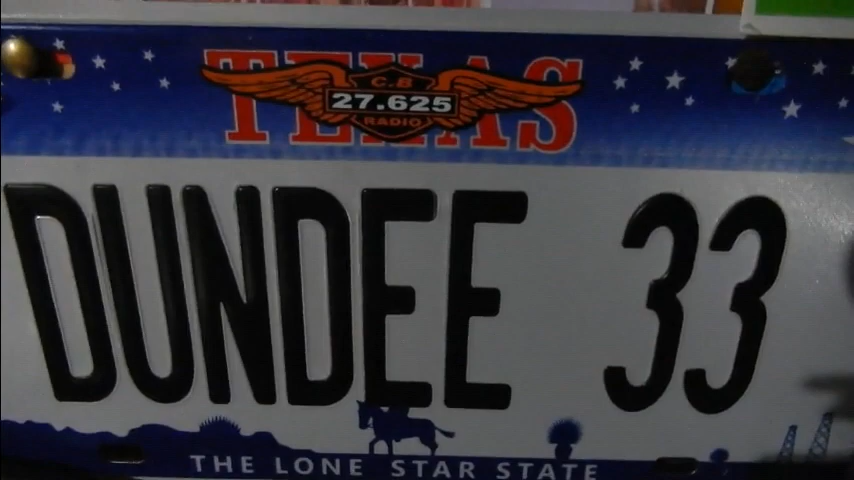 TEXAS
C.B
27.625
RADIO
DUNDEE 33
THE LONE STAR STATE